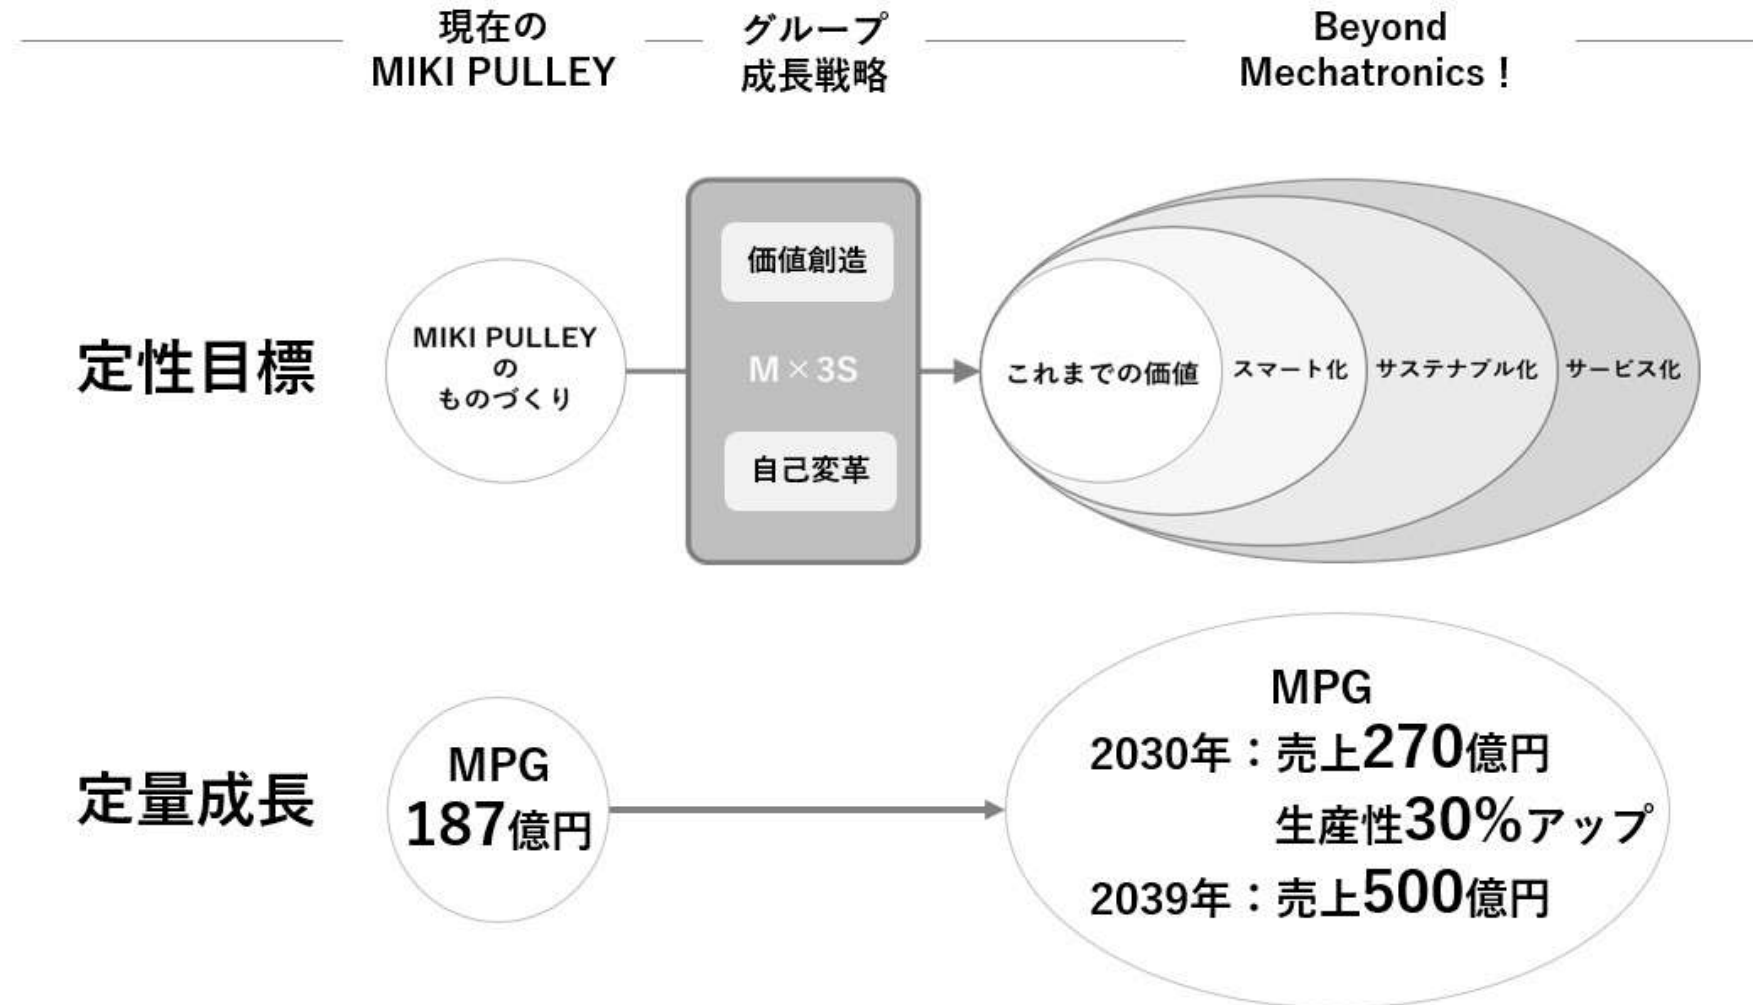 現在の
MIKI PULLEY
グループ
成長戦略
Beyond
Mechatronics！
定性目標
MIKI PULLEY
の
ものづくり
価値創造
M×3S
自己変革
これまでの価値
スマート化
サステナブル化
サービス化
定量成長
MPG
187億円
MPG
2030年：売上270億円
生産性30%アップ
2039年：売上500億円